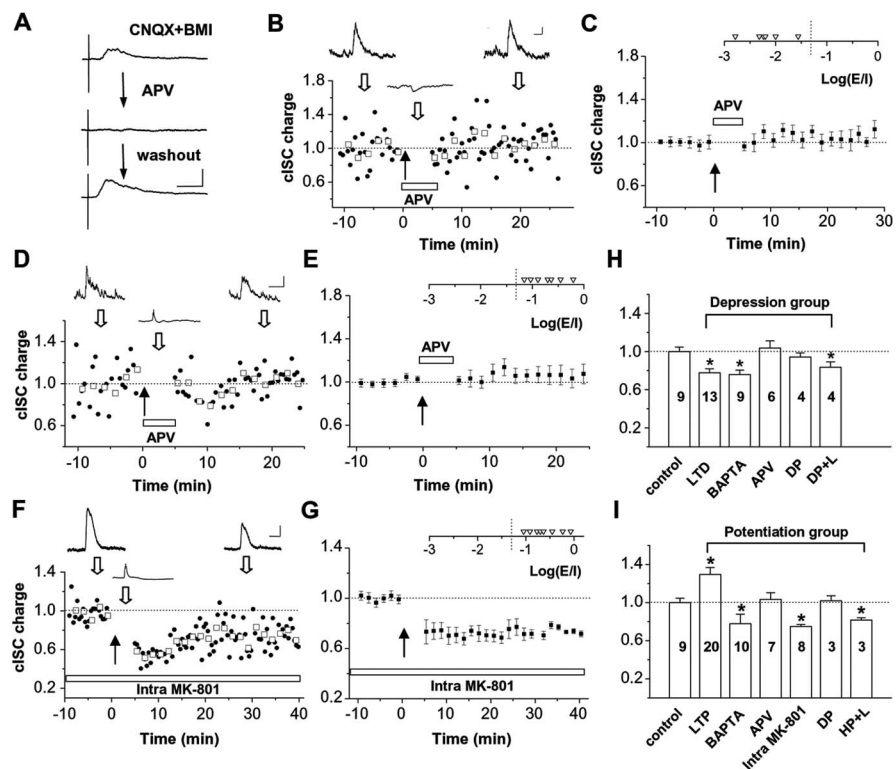 A
CNQX+BMI
APV
washout
B
cISC charge
1.8
1.4
1.0
0.6
APV
-10 0 10 20
Time (min)
C
-3 -2 -1 0
Log(E/I)
cISC charge
1.4
1.0
0.6
APV
-10 0 10 20 30
Time (min)
D
cISC charge
1.4
1.0
0.6
APV
-10 0 10 20 30
Time (min)
E
-3 -2 -1 0
Log(E/I)
cISC charge
1.4
1.0
0.6
APV
-10 0 10 20
Time (min)
H
Depression group
1.4
1.0
0.6
0.2
* * *
9 13 9 6 4 4
control LTD BAPTA APV DP DP+L
F
cISC charge
1.4
1.0
0.6
0.2
Intra MK-801
-10 0 10 20 30 40
Time (min)
G
-3 -2 -1 0
Log(E/I)
cISC charge
1.4
1.0
0.6
0.2
Intra MK-801
-10 0 10 20 30 40
Time (min)
I
Potentiation group
1.4
1.0
0.6
0.2
* * * *
9 20 10 7 8 3 3
control LTP BAPTA APV Intra MK-801 DP HP+L